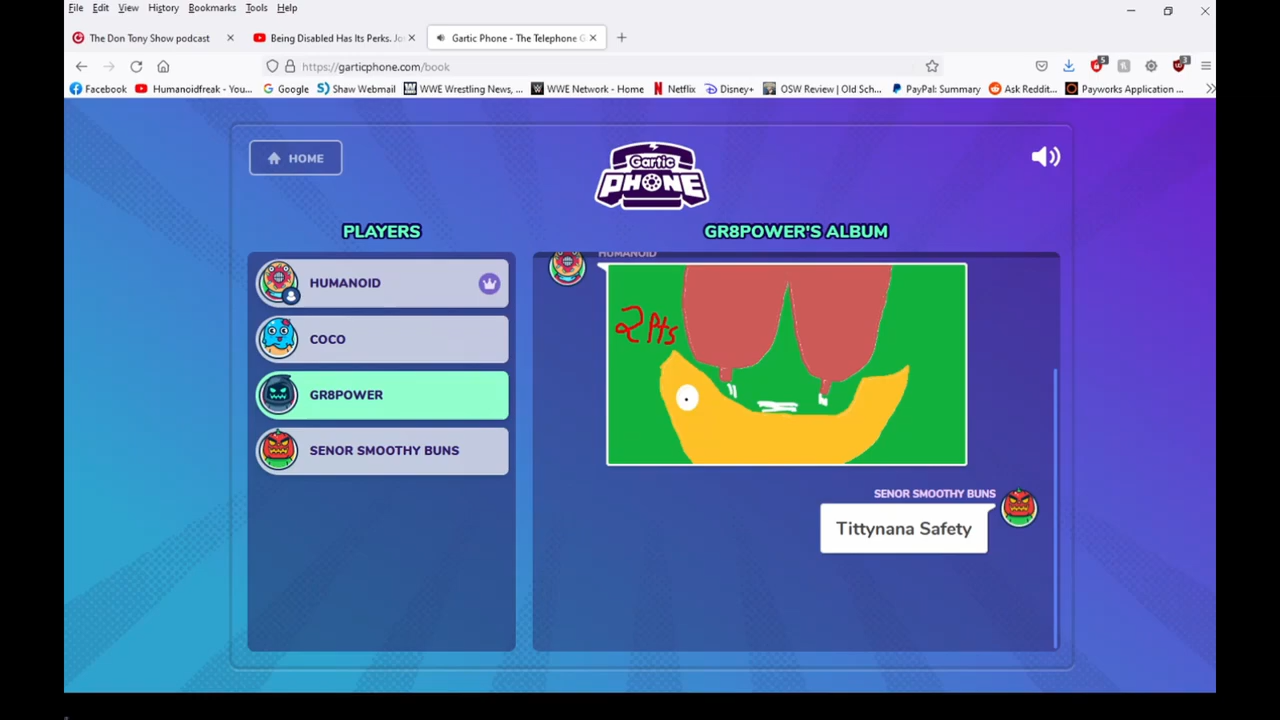 File Edit View History Bookmarks Tools Help
The Don Tony Show podcast
Being Disabled Has Its Perks. Jo
Gartic Phone - The Telephone G
https://garticphone.com/book
5
3
Facebook
Humanoidfreak - You...
Google
Shaw Webmail
WWE Wrestling News, ...
WWE Network - Home
Netflix
Disney+
OSW Review | Old Sch...
PayPal: Summary
Ask Reddit...
Payworks Application ...
HOME
Gartic
PHONE
PLAYERS
GR8POWER'S ALBUM
HUMANOID
COCO
GR8POWER
SENOR SMOOTHY BUNS
HUMANOID
2Pts
SENOR SMOOTHY BUNS
Tittynana Safety